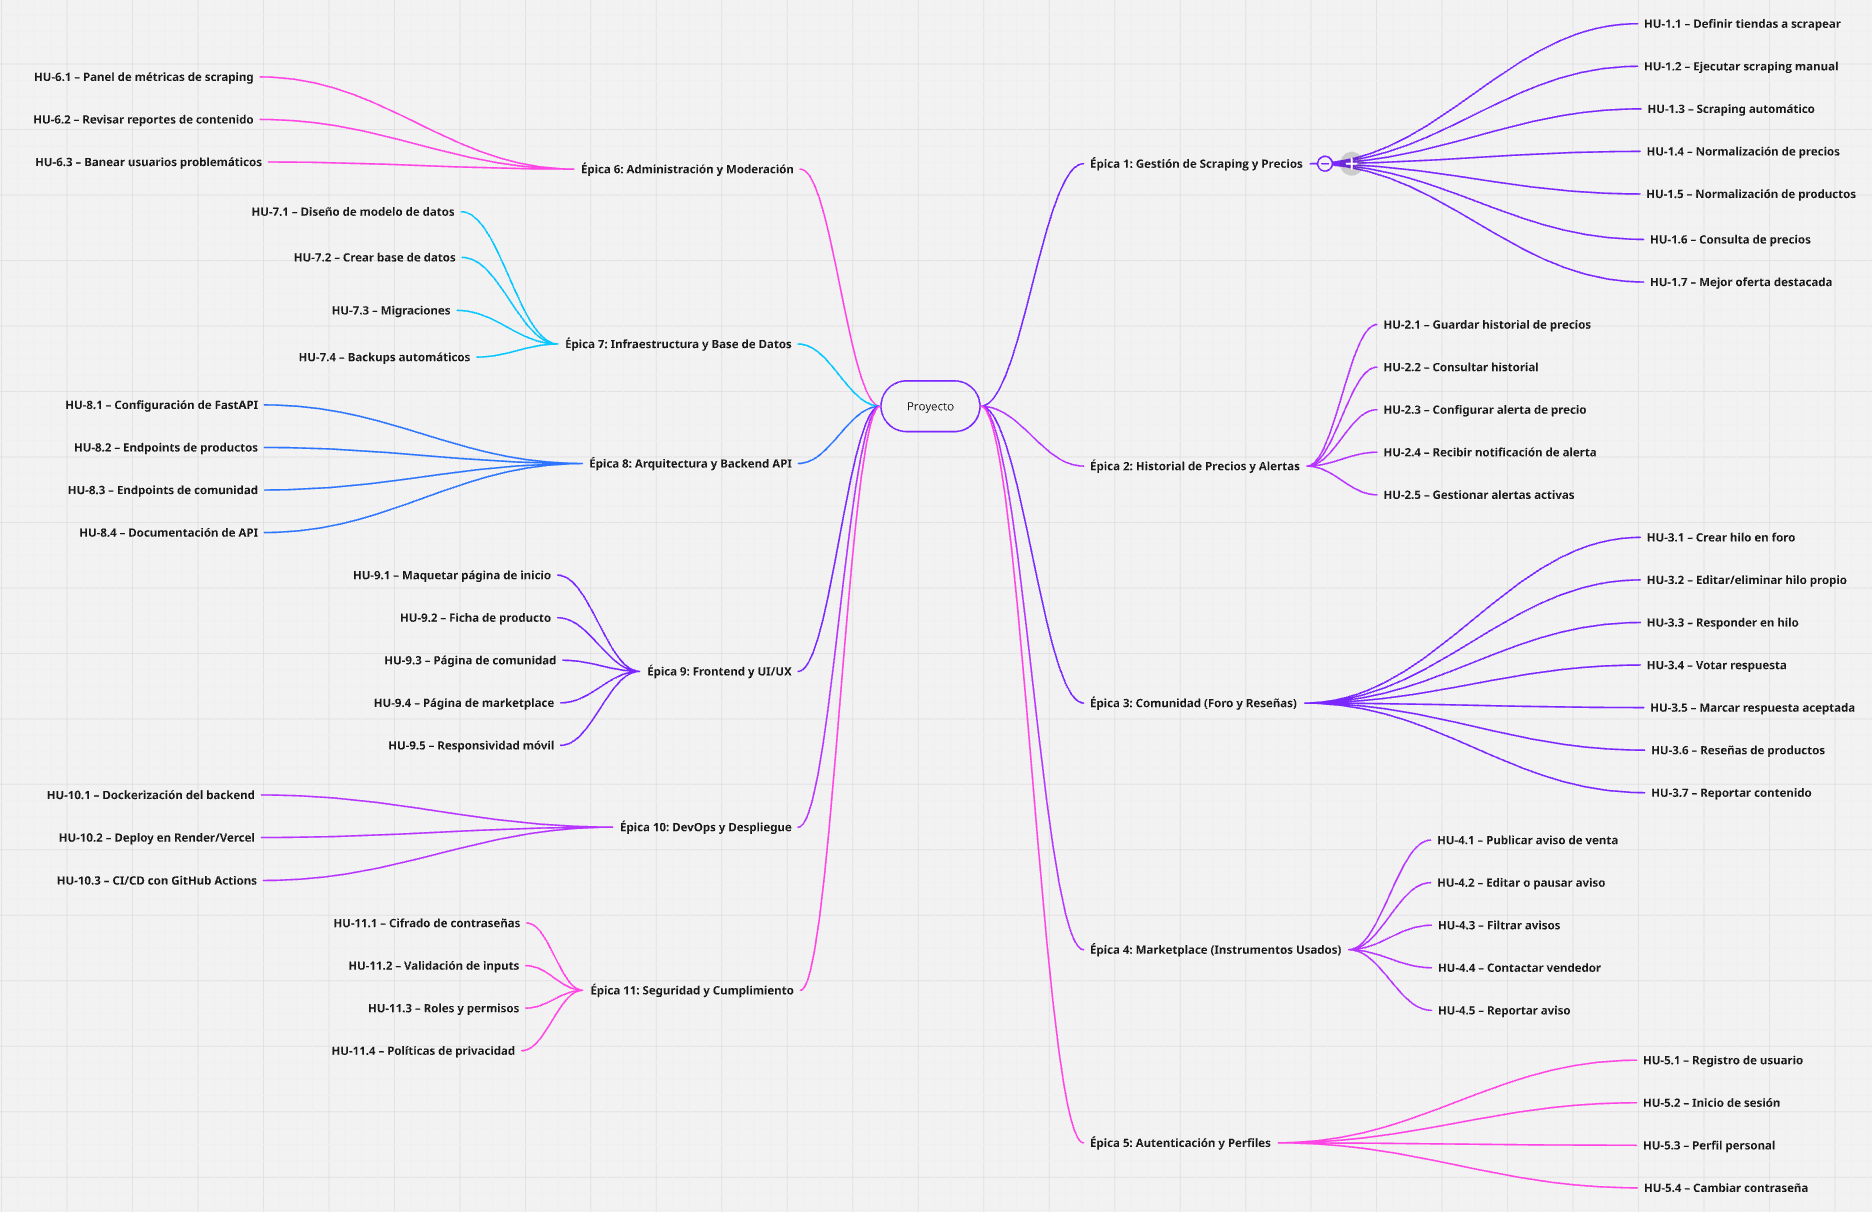 Proyecto
Épica 1: Gestión de Scraping y Precios
HU-1.1 – Definir tiendas a scrapear
HU-1.2 – Ejecutar scraping manual
HU-1.3 – Scraping automático
HU-1.4 – Normalización de precios
HU-1.5 – Normalización de productos
HU-1.6 – Consulta de precios
HU-1.7 – Mejor oferta destacada
Épica 2: Historial de Precios y Alertas
HU-2.1 – Guardar historial de precios
HU-2.2 – Consultar historial
HU-2.3 – Configurar alerta de precio
HU-2.4 – Recibir notificación de alerta
HU-2.5 – Gestionar alertas activas
Épica 3: Comunidad (Foro y Reseñas)
HU-3.1 – Crear hilo en foro
HU-3.2 – Editar/eliminar hilo propio
HU-3.3 – Responder en hilo
HU-3.4 – Votar respuesta
HU-3.5 – Marcar respuesta aceptada
HU-3.6 – Reseñas de productos
HU-3.7 – Reportar contenido
Épica 4: Marketplace (Instrumentos Usados)
HU-4.1 – Publicar aviso de venta
HU-4.2 – Editar o pausar aviso
HU-4.3 – Filtrar avisos
HU-4.4 – Contactar vendedor
HU-4.5 – Reportar aviso
Épica 5: Autenticación y Perfiles
HU-5.1 – Registro de usuario
HU-5.2 – Inicio de sesión
HU-5.3 – Perfil personal
HU-5.4 – Cambiar contraseña
Épica 6: Administración y Moderación
HU-6.1 – Panel de métricas de scraping
HU-6.2 – Revisar reportes de contenido
HU-6.3 – Banear usuarios problemáticos
Épica 7: Infraestructura y Base de Datos
HU-7.1 – Diseño de modelo de datos
HU-7.2 – Crear base de datos
HU-7.3 – Migraciones
HU-7.4 – Backups automáticos
Épica 8: Arquitectura y Backend API
HU-8.1 – Configuración de FastAPI
HU-8.2 – Endpoints de productos
HU-8.3 – Endpoints de comunidad
HU-8.4 – Documentación de API
Épica 9: Frontend y UI/UX
HU-9.1 – Maquetar página de inicio
HU-9.2 – Ficha de producto
HU-9.3 – Página de comunidad
HU-9.4 – Página de marketplace
HU-9.5 – Responsividad móvil
Épica 10: DevOps y Despliegue
HU-10.1 – Dockerización del backend
HU-10.2 – Deploy en Render/Vercel
HU-10.3 – CI/CD con GitHub Actions
Épica 11: Seguridad y Cumplimiento
HU-11.1 – Cifrado de contraseñas
HU-11.2 – Validación de inputs
HU-11.3 – Roles y permisos
HU-11.4 – Políticas de privacidad